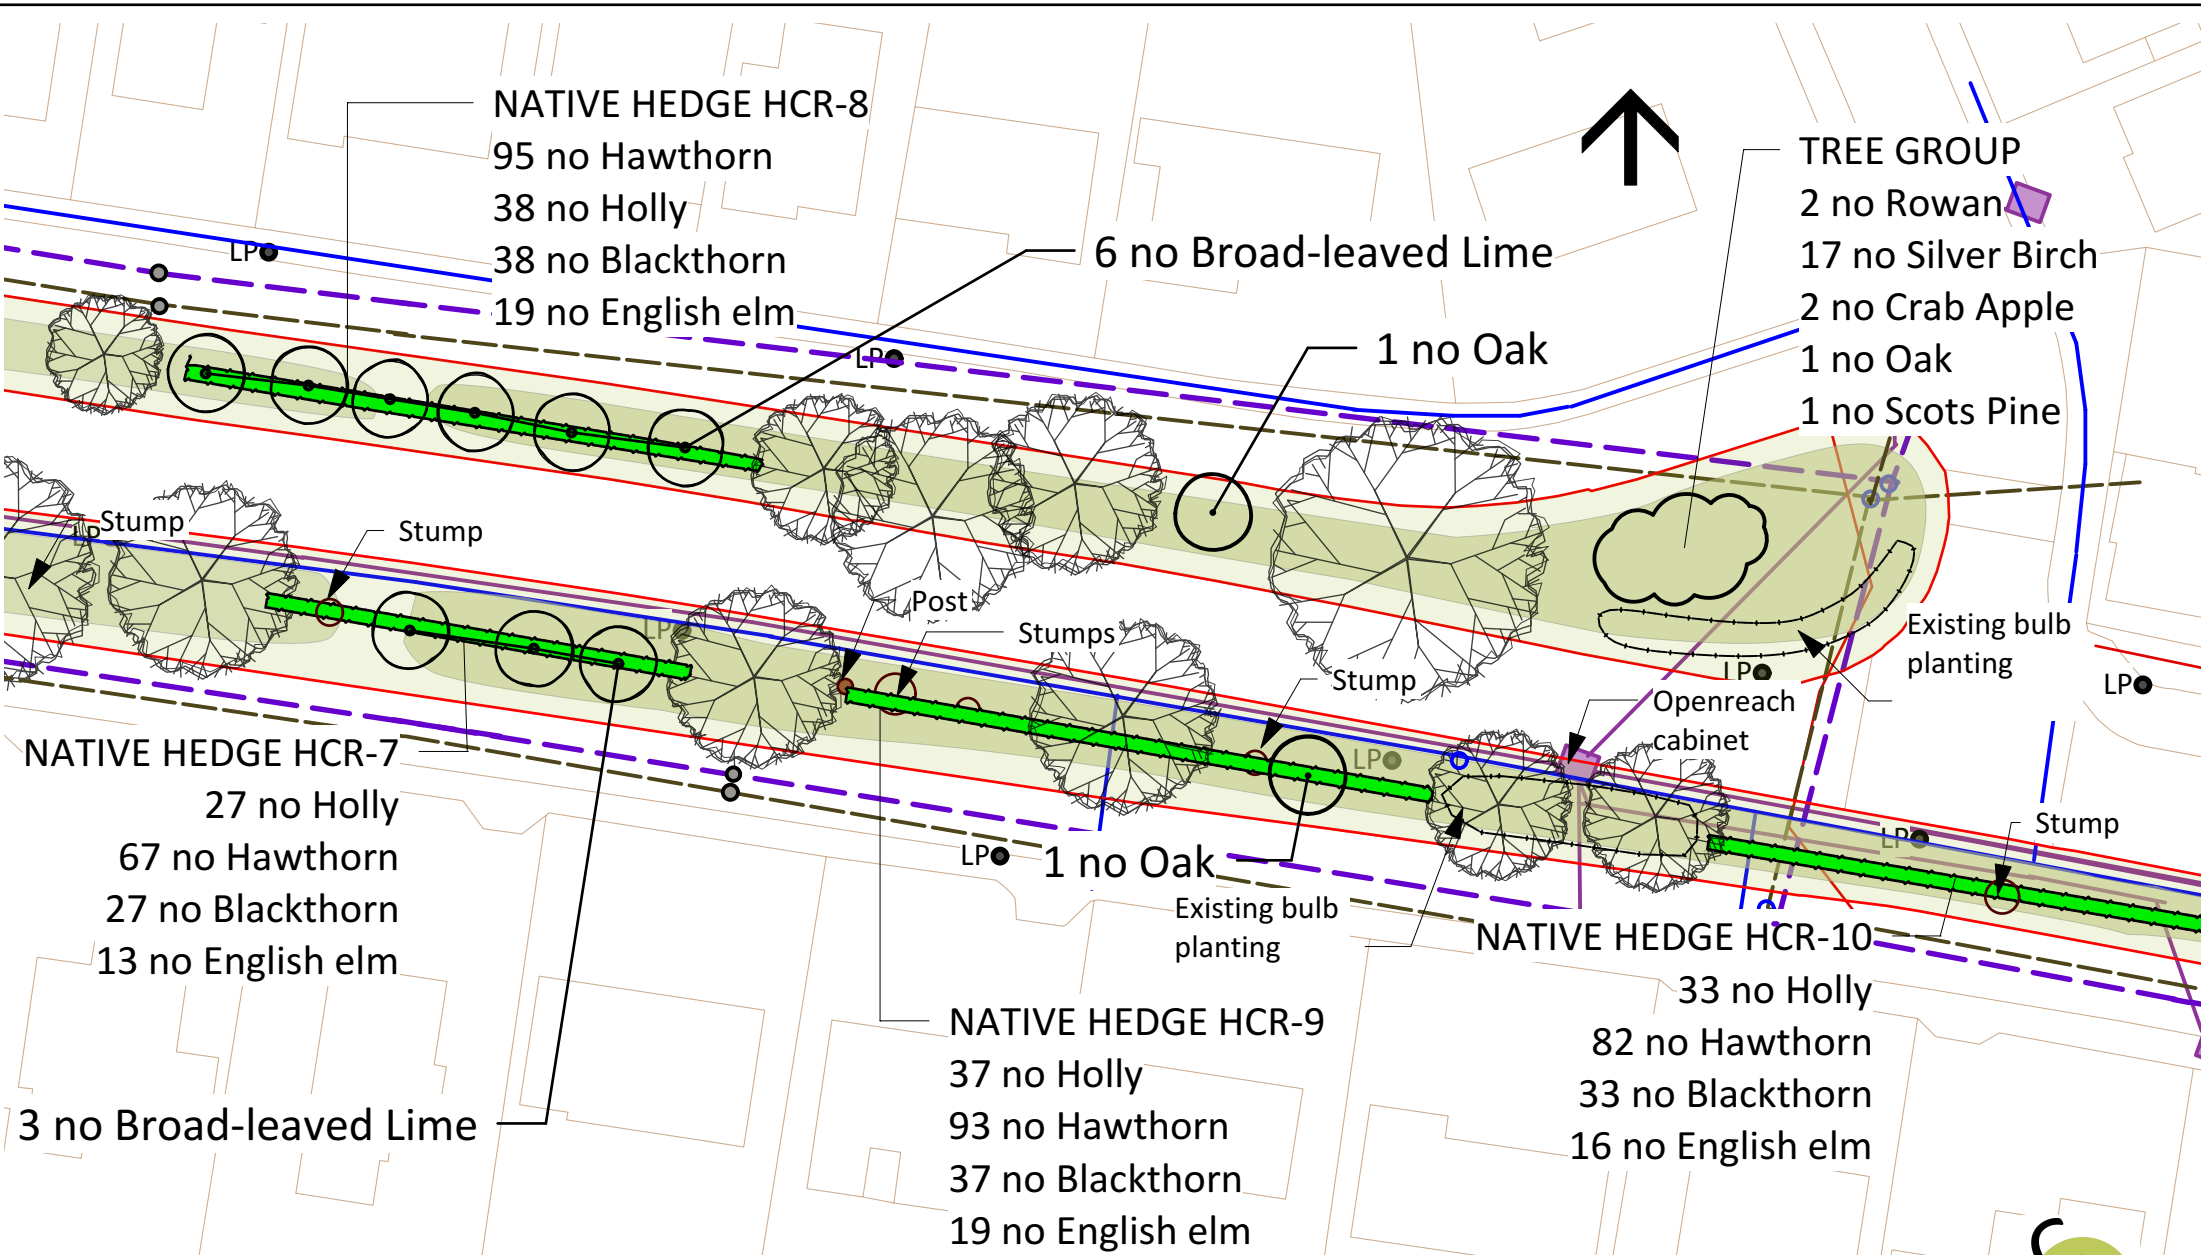 NATIVE HEDGE HCR-8
95 no Hawthorn
38 no Holly
38 no Blackthorn
19 no English elm
6 no Broad-leaved Lime
1 no Oak
TREE GROUP
2 no Rowan
17 no Silver Birch
2 no Crab Apple
1 no Oak
1 no Scots Pine
LP
LP
LP
Stump
Stump
LP
Post
Stumps
Stump
LP
Existing bulb
planting
LP
LP
Openreach
cabinet
LP
Stump
NATIVE HEDGE HCR-7
27 no Holly
67 no Hawthorn
27 no Blackthorn
13 no English elm
3 no Broad-leaved Lime
LP
1 no Oak
Existing bulb
planting
NATIVE HEDGE HCR-9
37 no Holly
93 no Hawthorn
37 no Blackthorn
19 no English elm
NATIVE HEDGE HCR-10
33 no Holly
82 no Hawthorn
33 no Blackthorn
16 no English elm